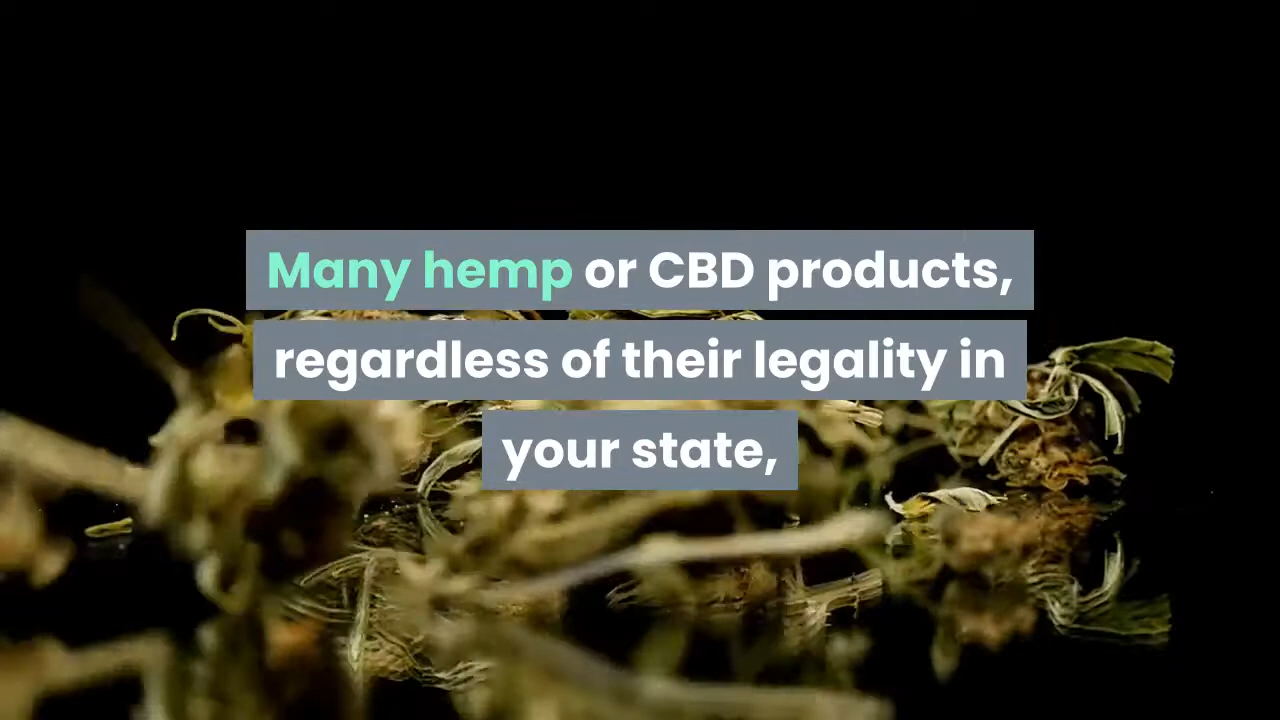 Many hemp or CBD products,
regardless of their legality in
your state,